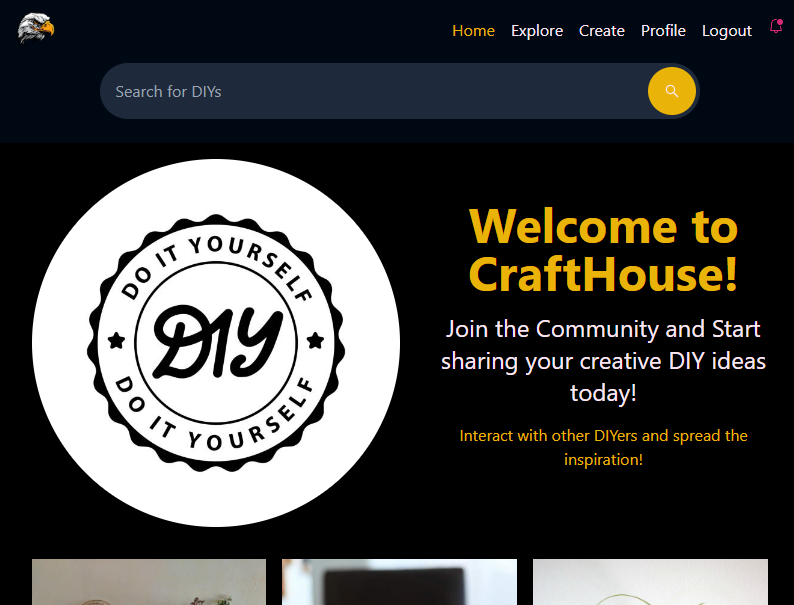 Home Explore Create Profile Logout
Search for DIYs
DO IT YOURSELF
DIY
DO IT YOURSELF
Welcome to
CraftHouse!
Join the Community and Start
sharing your creative DIY ideas
today!
Interact with other DIYers and spread the
inspiration!